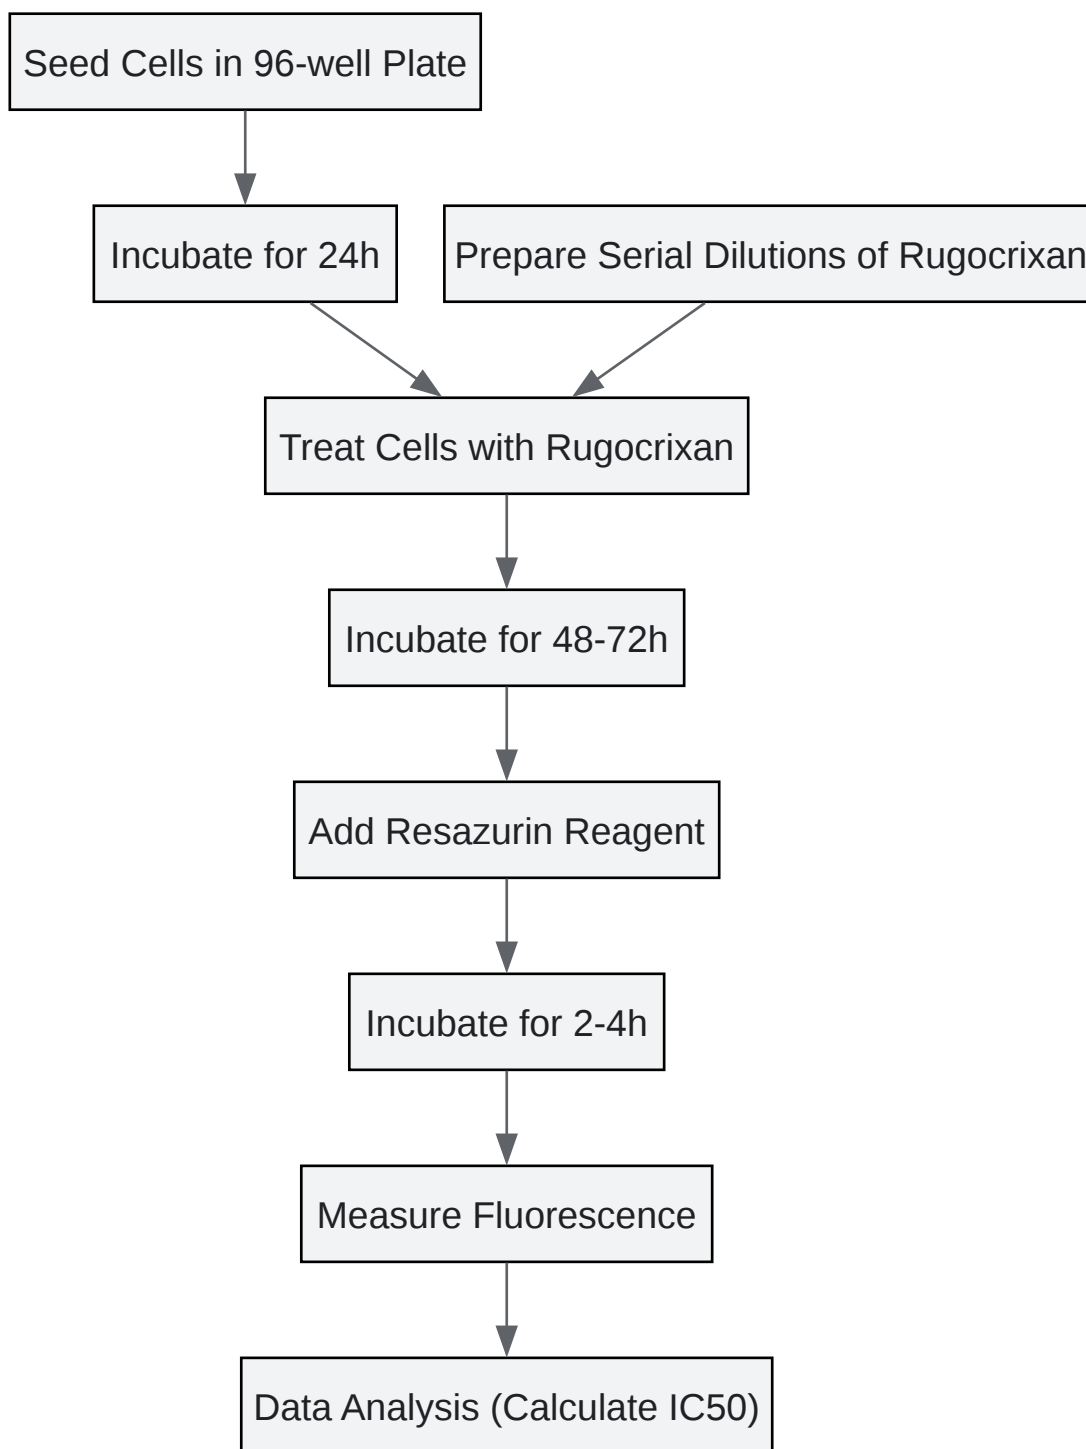 Seed Cells in 96-well Plate
Incubate for 24h
Prepare Serial Dilutions of Rugocrixan
Treat Cells with Rugocrixan
Incubate for 48-72h
Add Resazurin Reagent
Incubate for 2-4h
Measure Fluorescence
Data Analysis (Calculate IC50)